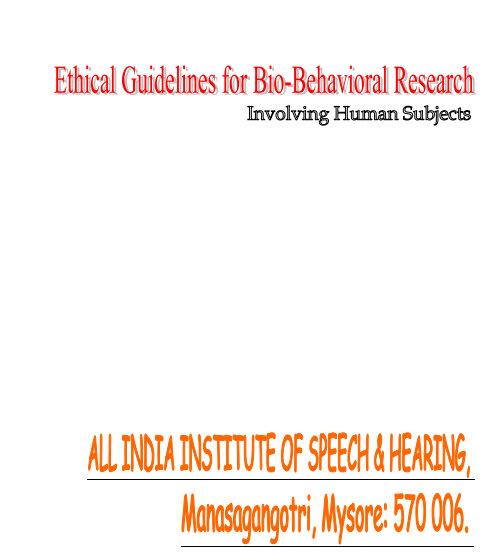 Ethical Guidelines for Bio-Behavioral Research
Involving Human Subjects
ALL INDIA INSTITUTE OF SPEECH & HEARING,
Manasagangotri, Mysore: 570 006.